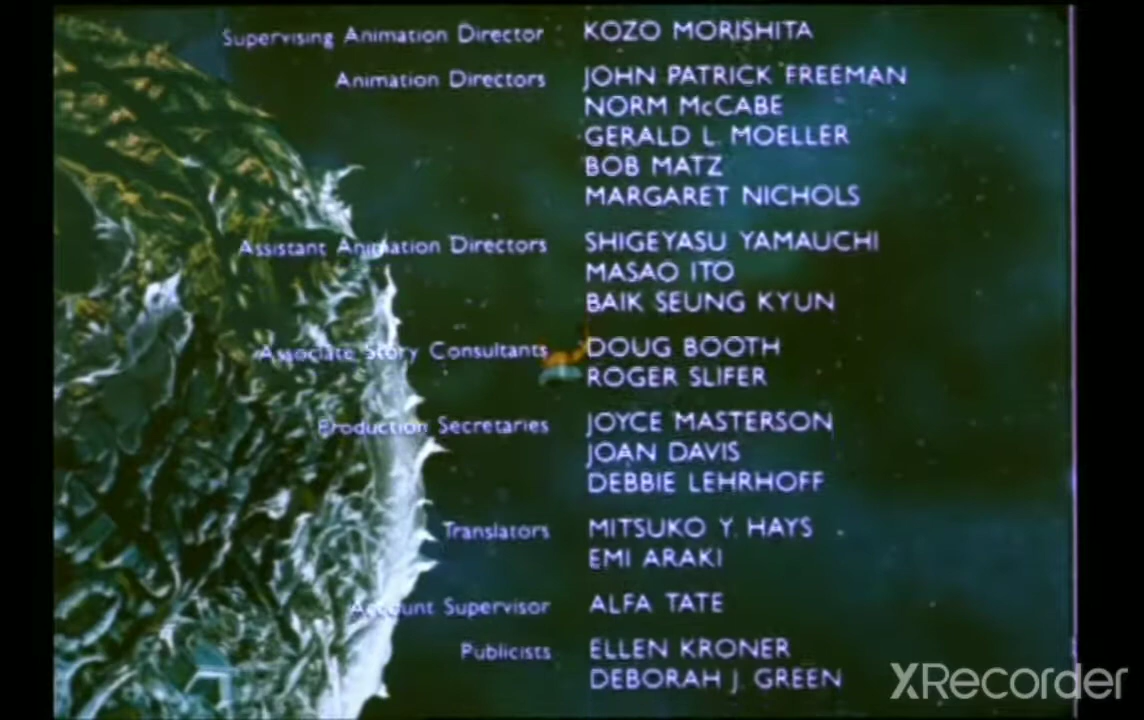 Supervising Animation Director KOZO MORISHITA
Animation Directors JOHN PATRICK FREEMAN
NORM McCABE
GERALD L. MOELLER
BOB MATZ
MARGARET NICHOLS
Assistant Animation Directors SHIGEYASU YAMAUCHI
MASAO ITO
BAIK SEUNG KYUN
Associate Story Consultants DOUG BOOTH
ROGER SLIFER
Production Secretaries JOYCE MASTERSON
JOAN DAVIS
DEBBIE LEHRHOFF
Translators MITSUKO Y. HAYS
EMI ARAKI
Account Supervisor ALFA TATE
Publicists ELLEN KRONER
DEBORAH J. GREEN
XRecorder